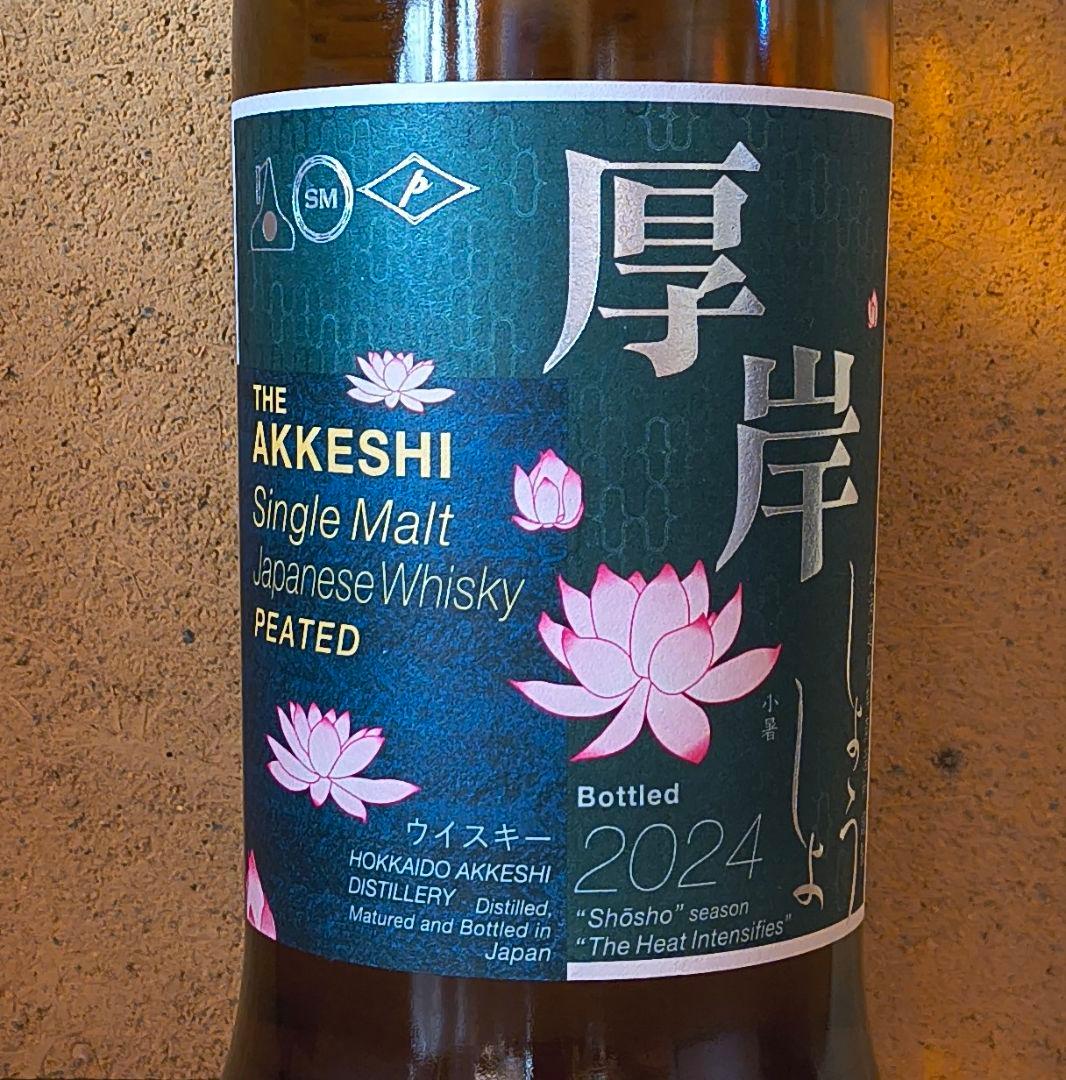 SM
p
厚岸
THE
AKKESHI
Single Malt
Japanese Whisky
PEATED
小暑
しょうしょ
ウイスキー
HOKKAIDO AKKESHI
DISTILLERY Distilled,
Matured and Bottled in
Japan
Bottled
2024
“Shōsho” season
“The Heat Intensifies”